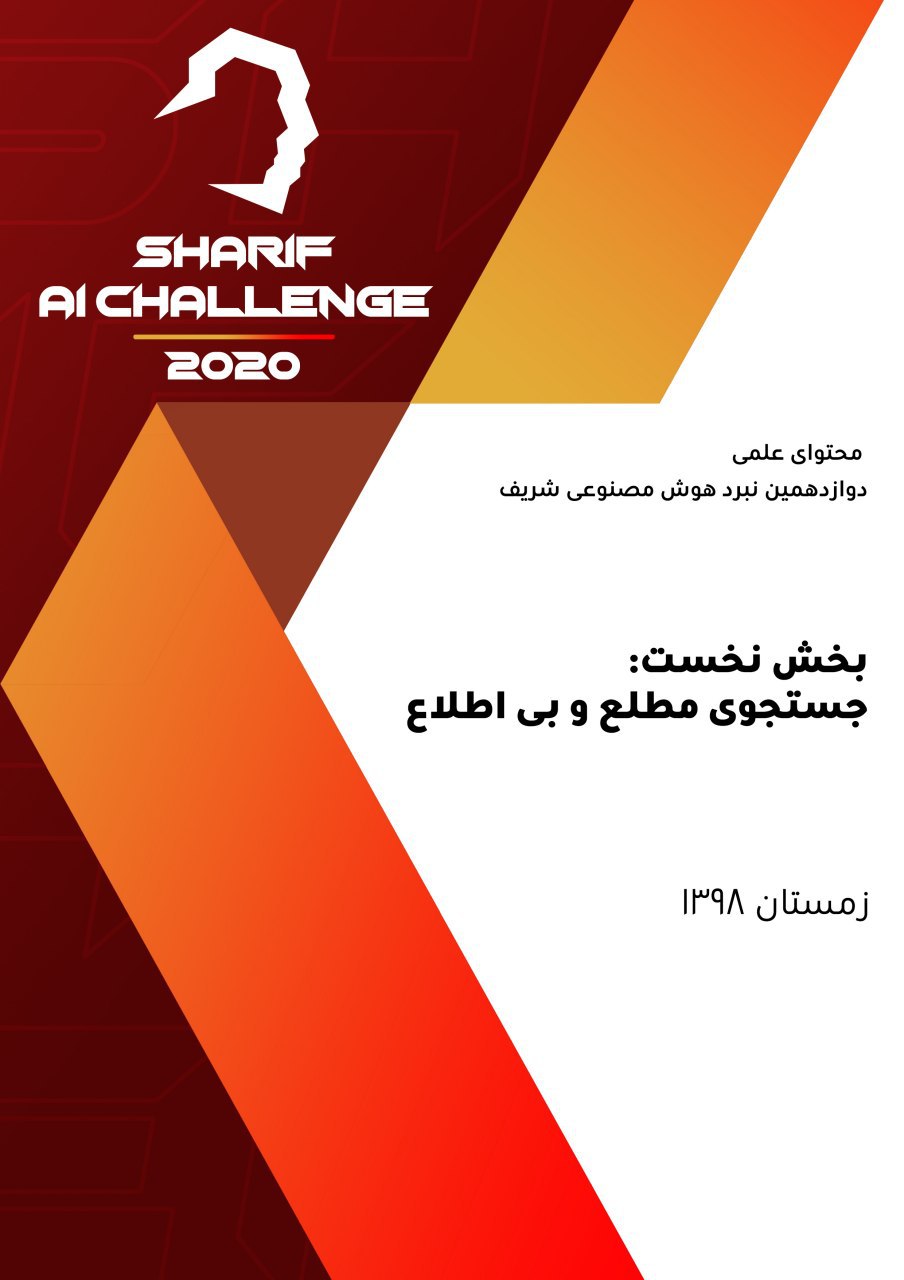 SHARIF
AI CHALLENGE
2020
محتوای علمی
دوازدهمین نبرد هوش مصنوعی شریف
بخش نخست:
جستجوی مطلع و بی اطلاع
زمستان ۱۳۹۸